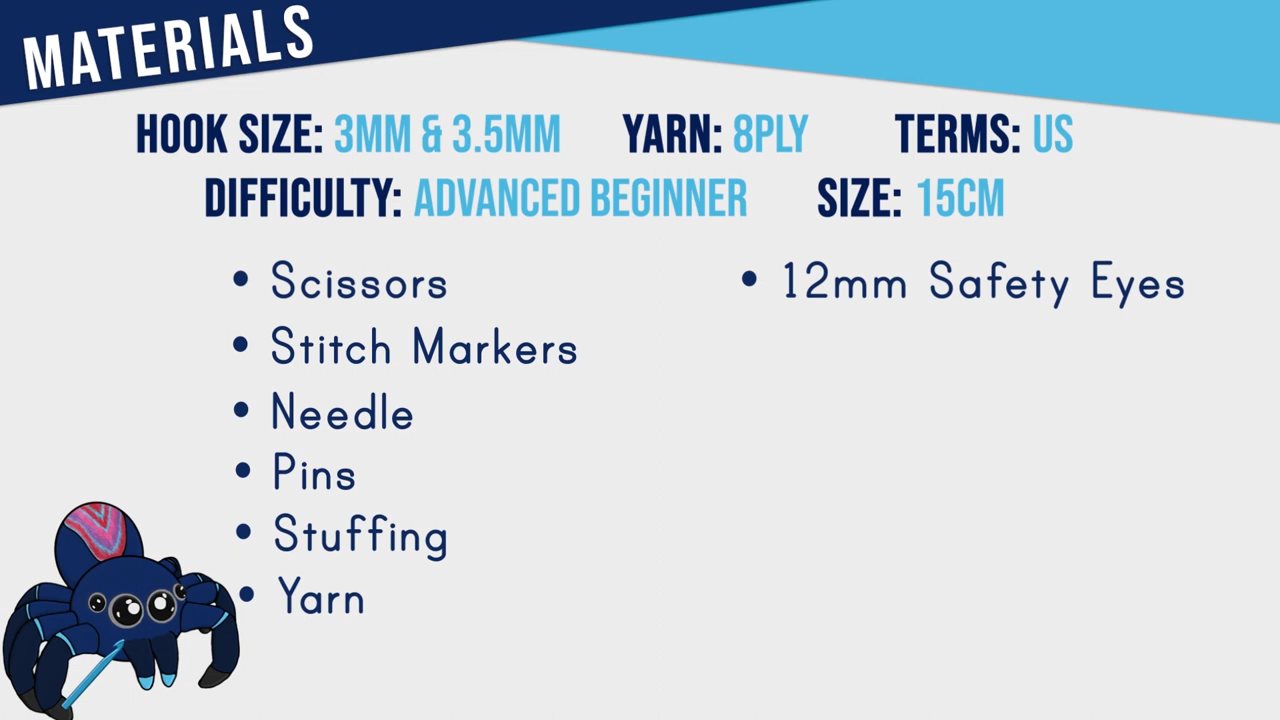 MATERIALS
HOOK SIZE: 3MM & 3.5MM YARN: 8PLY TERMS: US
DIFFICULTY: ADVANCED BEGINNER SIZE: 15CM
• Scissors
• Stitch Markers
• Needle
• Pins
• Stuffing
• Yarn
• 12mm Safety Eyes